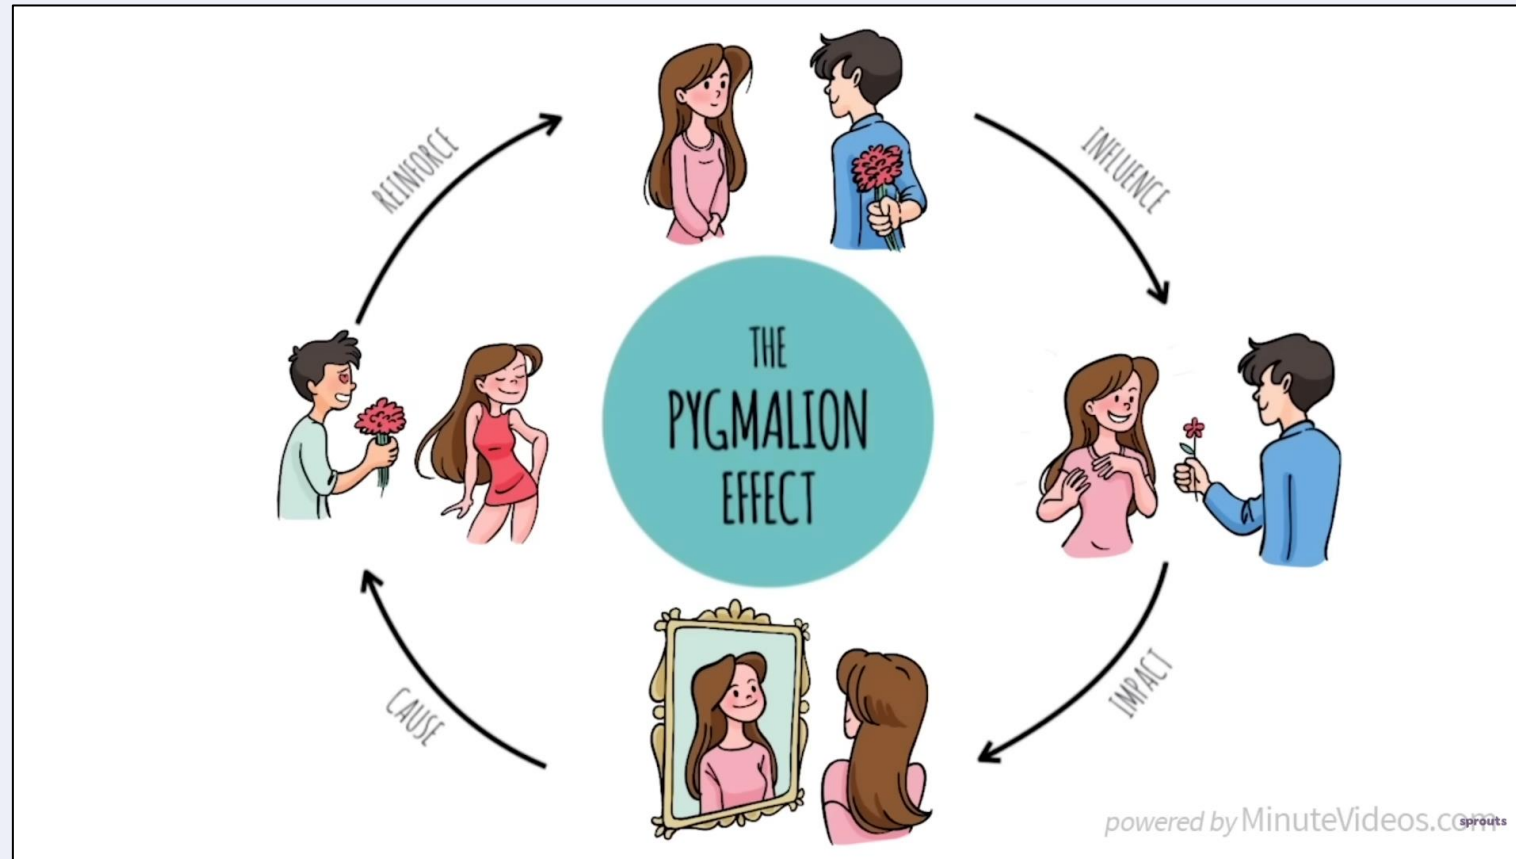 REINFORCE
INFLUENCE
THE
PYGMALION
EFFECT
CAUSE
IMPACT
powered by MinuteVideos.com
sprouts